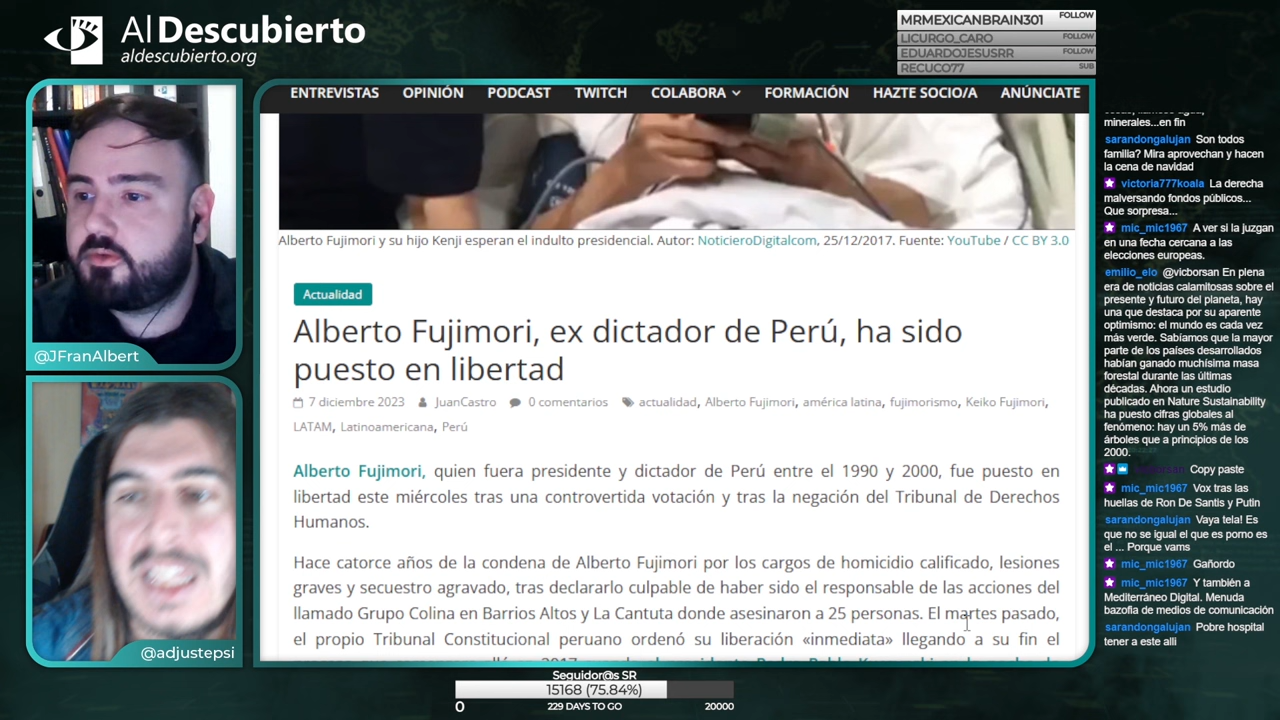 Al Descubierto
aldescubierto.org
MRMEXICANBRAIN301 FOLLOW
LICURGO_CARO FOLLOW
EDUARDOJESUSRR FOLLOW
RECUCO77 SUB
ENTREVISTAS OPINIÓN PODCAST TWITCH COLABORA FORMACIÓN HAZTE SOCIO/A ANÚNCIATE
Alberto Fujimori y su hijo Kenji esperan el indulto presidencial. Autor: NoticieroDigitalcom, 25/12/2017. Fuente: YouTube / CC BY 3.0
Actualidad
Alberto Fujimori, ex dictador de Perú, ha sido
puesto en libertad
7 diciembre 2023 JuanCastro 0 comentarios actualidad, Alberto Fujimori, américa latina, fujimorismo, Keiko Fujimori,
LATAM, Latinoamericana, Perú
Alberto Fujimori, quien fuera presidente y dictador de Perú entre el 1990 y 2000, fue puesto en
libertad este miércoles tras una controvertida votación y tras la negación del Tribunal de Derechos
Humanos.
Hace catorce años de la condena de Alberto Fujimori por los cargos de homicidio calificado, lesiones
graves y secuestro agravado, tras declararlo culpable de haber sido el responsable de las acciones del
llamado Grupo Colina en Barrios Altos y La Cantuta donde asesinaron a 25 personas. El martes pasado,
el propio Tribunal Constitucional peruano ordenó su liberación «inmediata» llegando a su fin el
@JFranAlbert
@adjustepsi
minerales...en fin
sarandongalujan Son todos
familia? Mira aprovechan y hacen
la cena de navidad
victoria777koala La derecha
malversando fondos públicos...
Que sorpresa...
mic_mic1967 A ver si la juzgan
en una fecha cercana a las
elecciones europeas.
emilio_elo @vicborsan En plena
era de noticias calamitosas sobre el
presente y futuro del planeta, hay
una que destaca por su aparente
optimismo: el mundo es cada vez
más verde. Sabíamos que la mayor
parte de los países desarrollados
habían ganado muchísima masa
forestal durante las últimas
décadas. Ahora un estudio
publicado en Nature Sustainability
ha puesto cifras globales al
fenómeno: hay un 5% más de
árboles que a principios de los
2000.
Copy paste
mic_mic1967 Vox tras las
huellas de Ron De Santis y Putin
sarandongalujan Vaya tela! Es
que no se igual el que es porno es
el ... Porque vams
mic_mic1967 Gañordo
mic_mic1967 Y también a
Mediterráneo Digital. Menuda
bazofia de medios de comunicación
sarandongalujan Pobre hospital
tener a este alli
Seguidor@s SR
15168 (75.84%)
0 229 DAYS TO GO 20000